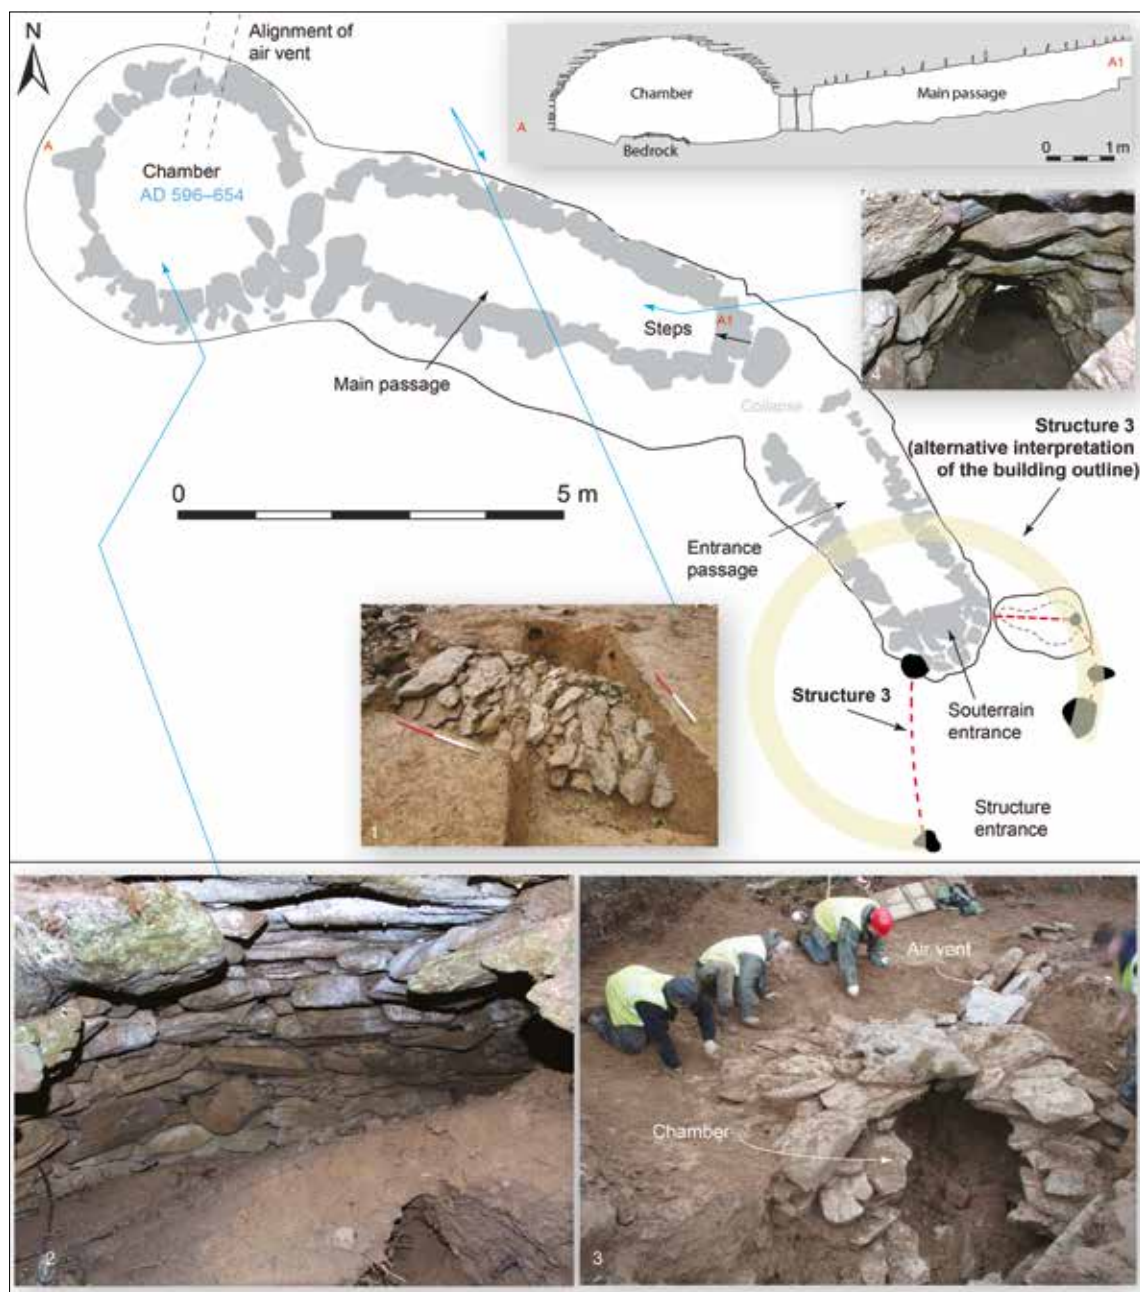 N
Alignment of
air vent
A
Chamber
AD 596–654
A
Chamber
Bedrock
Main passage
A1
0
1 m
Steps
A1
Main passage
Collapse
Structure 3
(alternative interpretation
of the building outline)
0
5 m
Entrance
passage
Structure 3
Souterrain
entrance
Structure
entrance
1
2
Air vent
Chamber
3